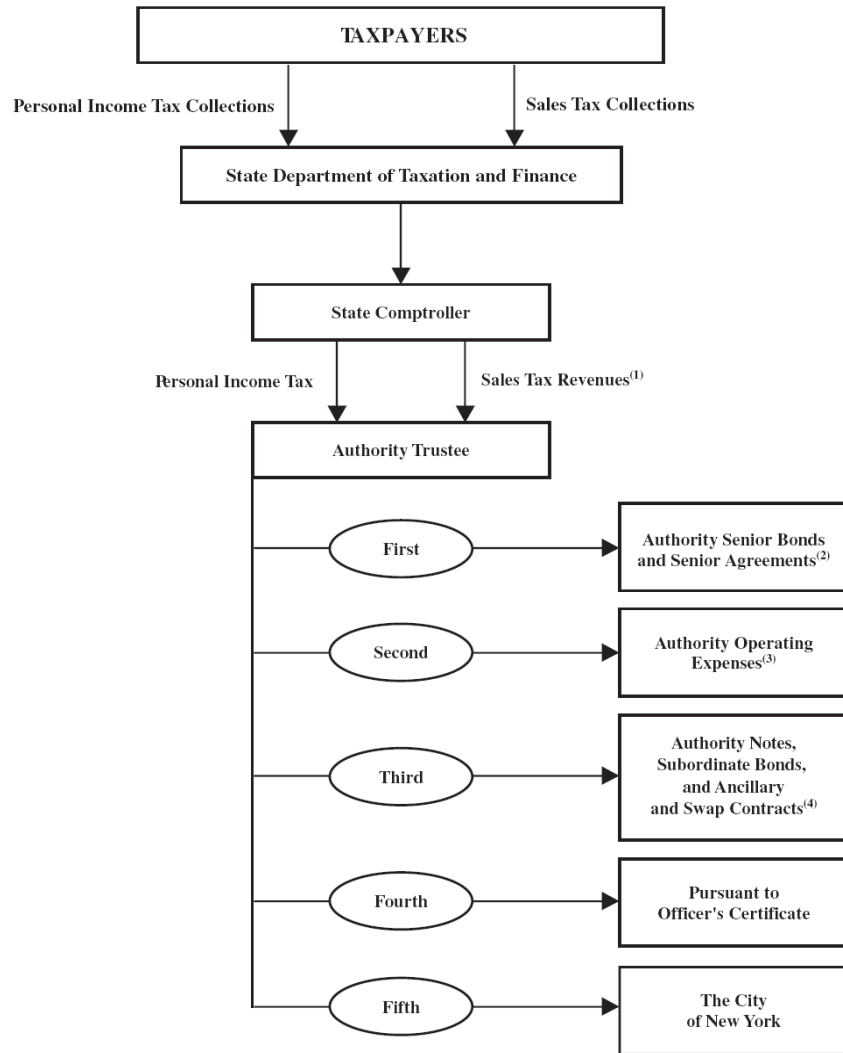 TAXPAYERS
Personal Income Tax Collections
Sales Tax Collections
State Department of Taxation and Finance
State Comptroller
Personal Income Tax
Sales Tax Revenues(1)
Authority Trustee
First
Authority Senior Bonds
and Senior Agreements(2)
Second
Authority Operating
Expenses(3)
Third
Authority Notes,
Subordinate Bonds,
and Ancillary
and Swap Contracts(4)
Fourth
Pursuant to
Officer's Certificate
Fifth
The City
of New York